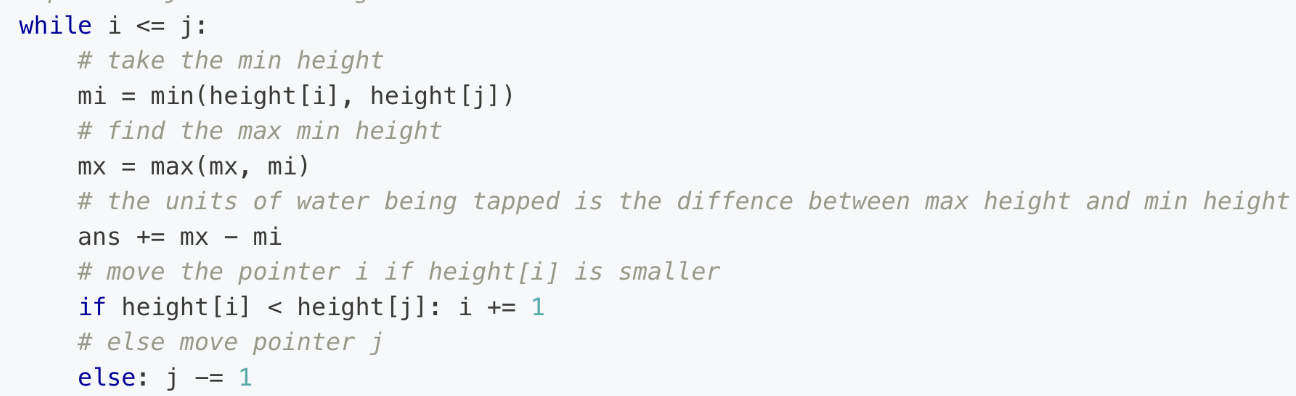 while i <= j:
    # take the min height
    mi = min(height[i], height[j])
    # find the max min height
    mx = max(mx, mi)
    # the units of water being tapped is the diffence between max height and min height
    ans += mx - mi
    # move the pointer i if height[i] is smaller
    if height[i] < height[j]: i += 1
    # else move pointer j
    else: j -= 1